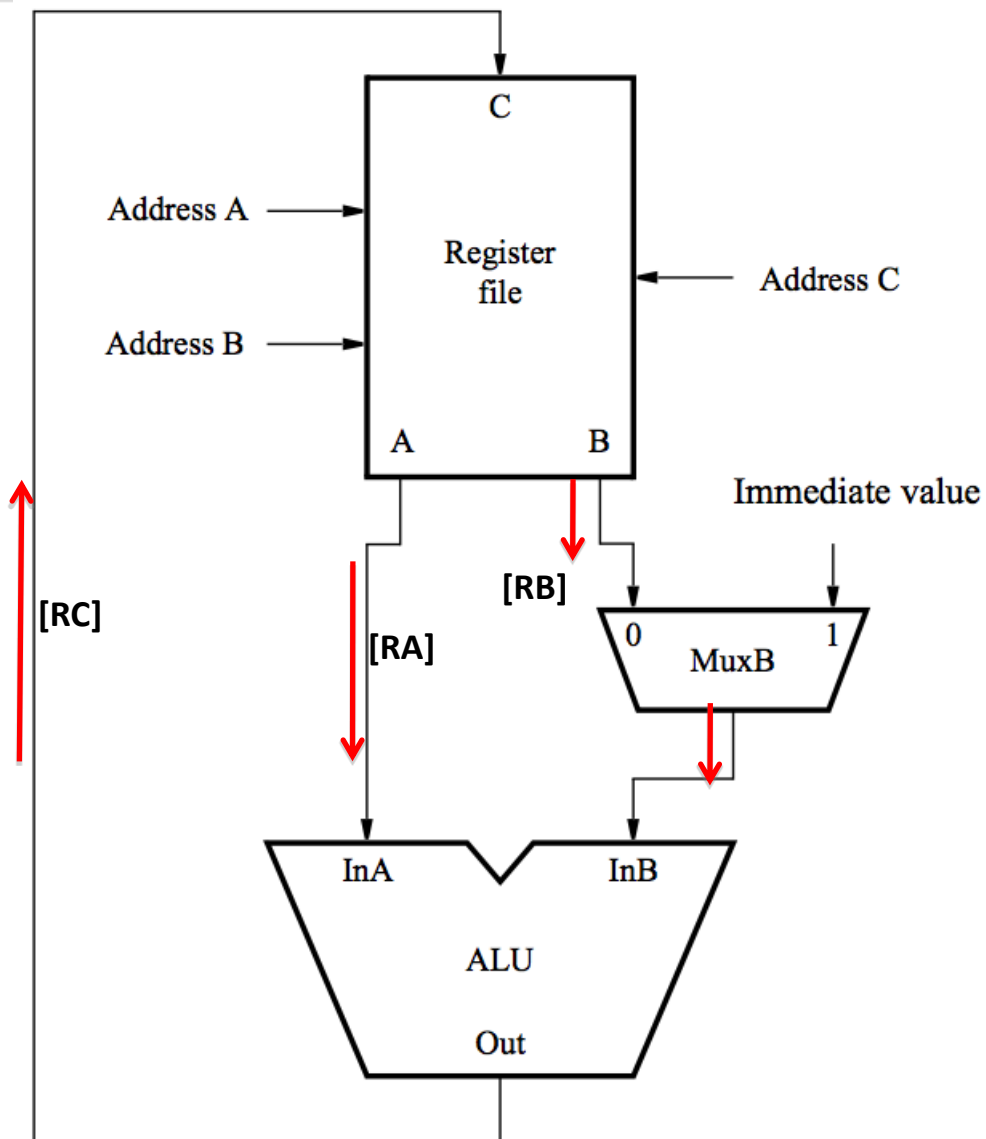 C
Address A
Register
file
Address C
Address B
A
B
Immediate value
[RB]
[RC]
[RA]
0
1
MuxB
InA
InB
ALU
Out